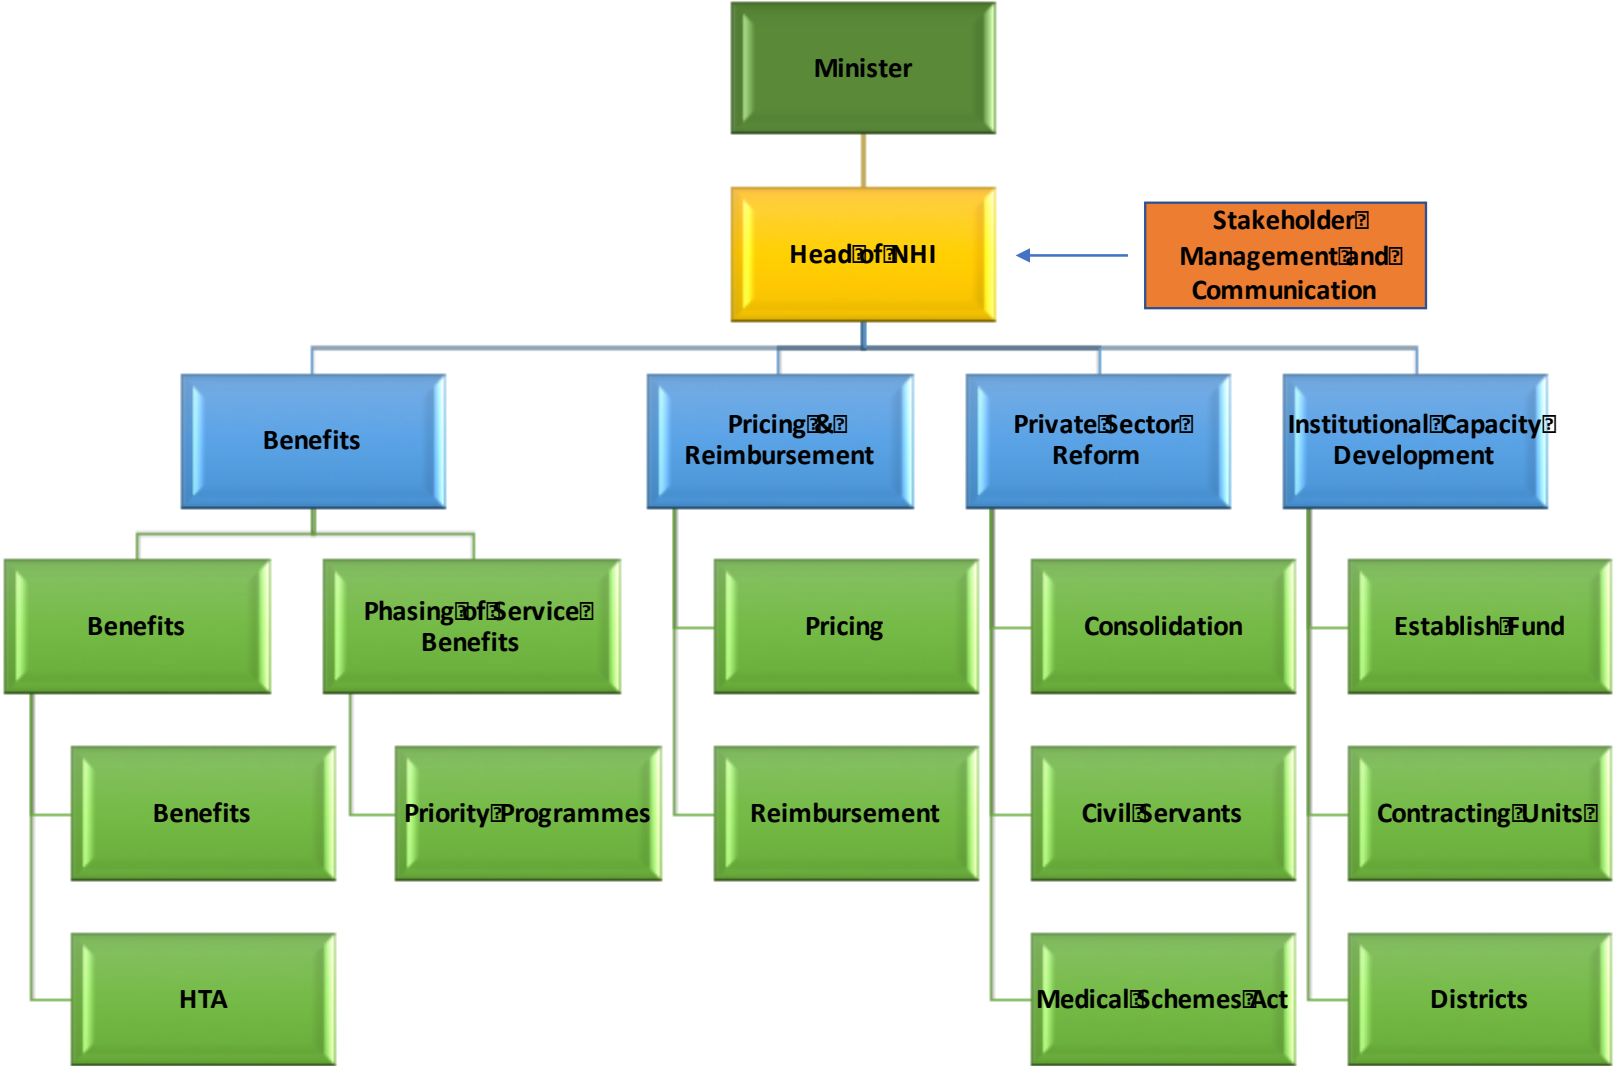 Minister
Head of NHI
Stakeholder
Management and
Communication
Benefits
Pricing &
Reimbursement
Private Sector
Reform
Institutional Capacity
Development
Benefits
Phasing of Service
Benefits
Pricing
Consolidation
Establish Fund
Benefits
Priority Programmes
Reimbursement
Civil Servants
Contracting Units
HTA
Medical Schemes Act
Districts